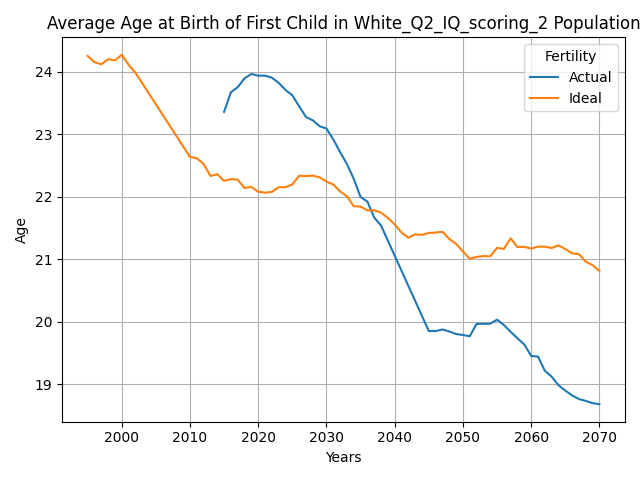 Average Age at Birth of First Child in White_Q2_IQ_scoring_2 Population
Fertility
Actual
Ideal
Age
24
23
22
21
20
19
2000 2010 2020 2030 2040 2050 2060 2070
Years